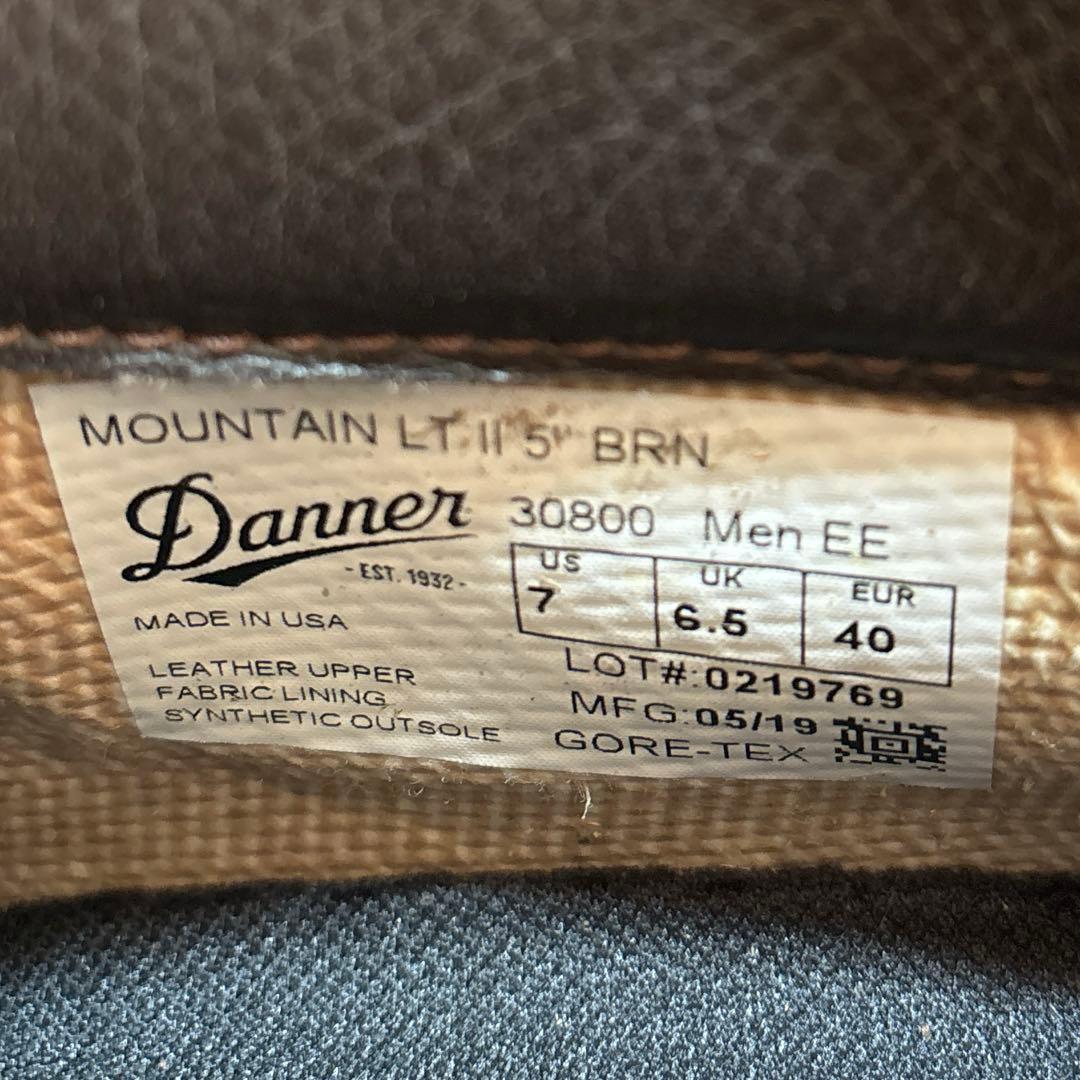 MOUNTAIN LT II 5" BRN
Danner
- EST. 1932 -
30800 Men EE
US UK EUR
7 6.5 40
MADE IN USA
LEATHER UPPER
FABRIC LINING
SYNTHETIC OUTSOLE
LOT#:0219769
MFG:05/19
GORE-TEX